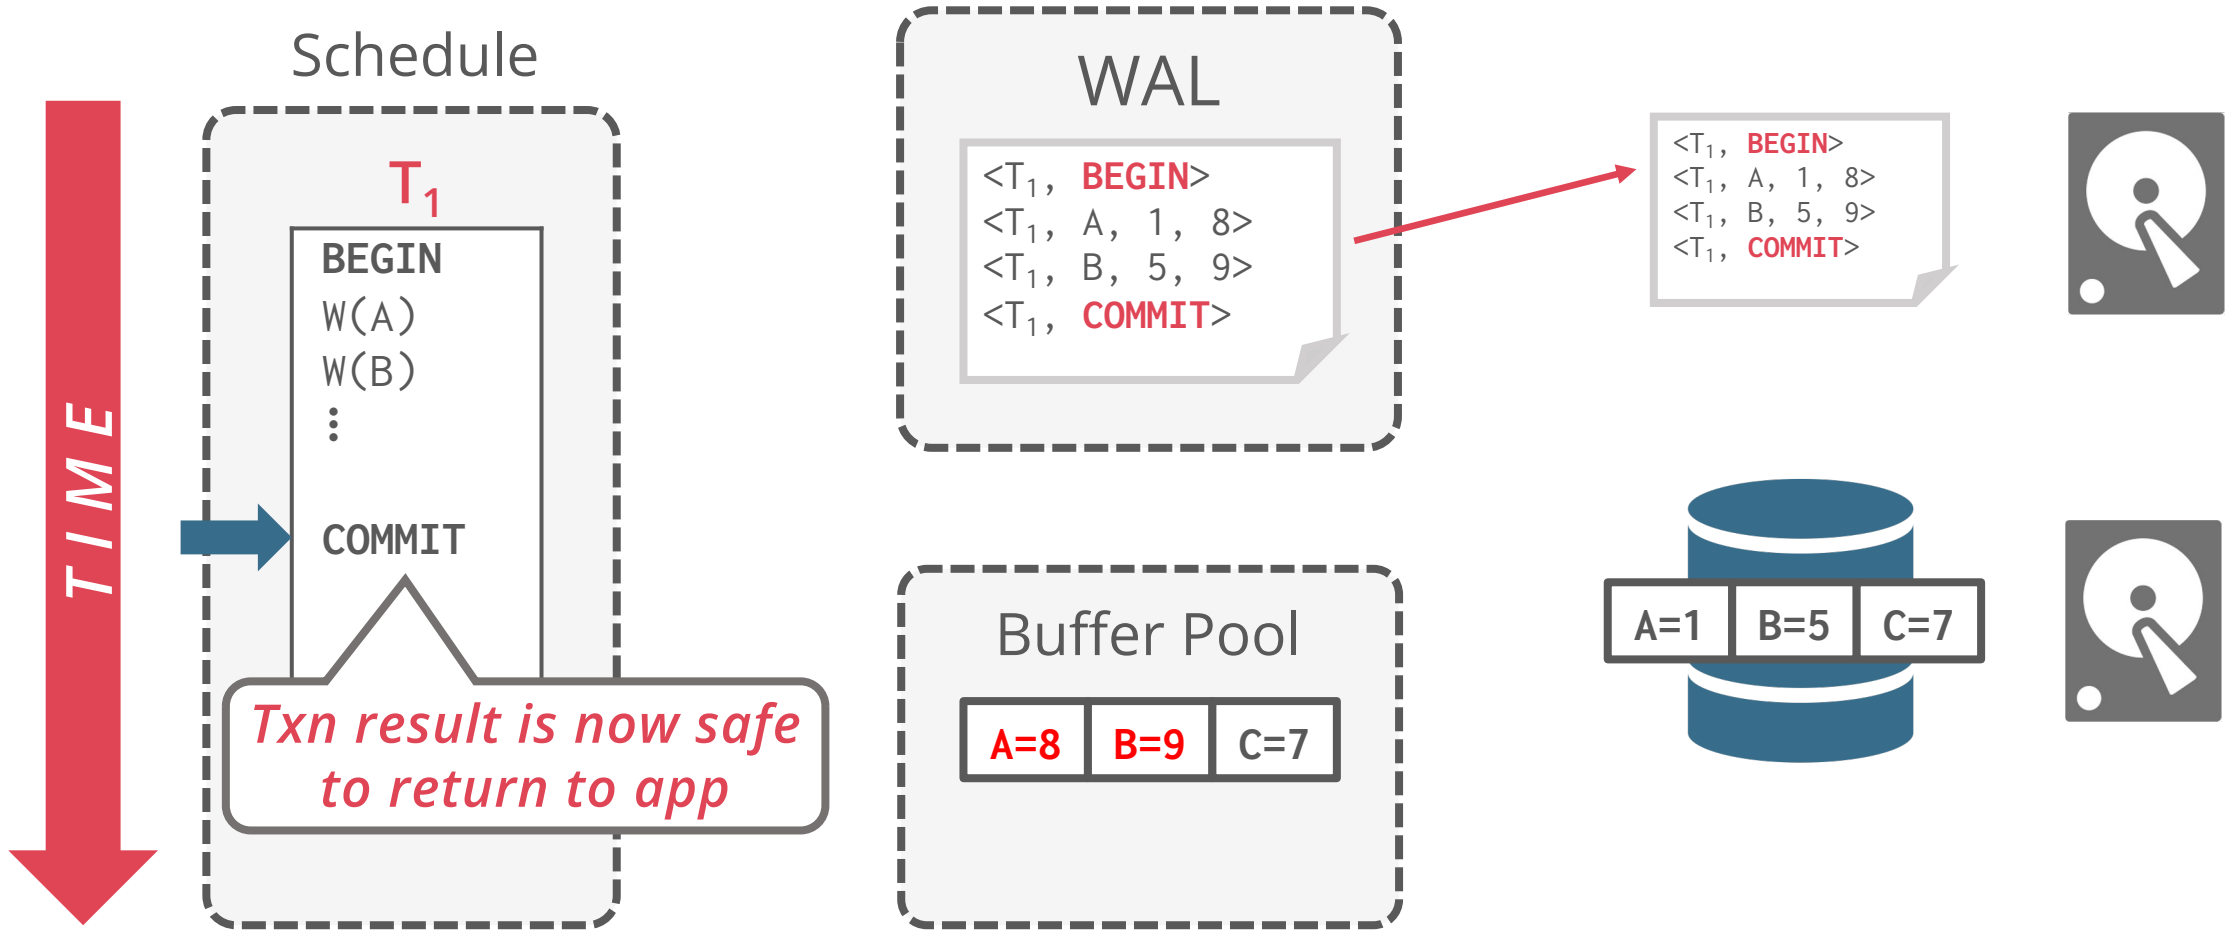 Schedule
TIME
T₁
BEGIN
W(A)
W(B)
⋮
COMMIT
Txn result is now safe
to return to app
WAL
<T₁, BEGIN>
<T₁, A, 1, 8>
<T₁, B, 5, 9>
<T₁, COMMIT>
<T₁, BEGIN>
<T₁, A, 1, 8>
<T₁, B, 5, 9>
<T₁, COMMIT>
Buffer Pool
A=8 B=9 C=7
A=1 B=5 C=7